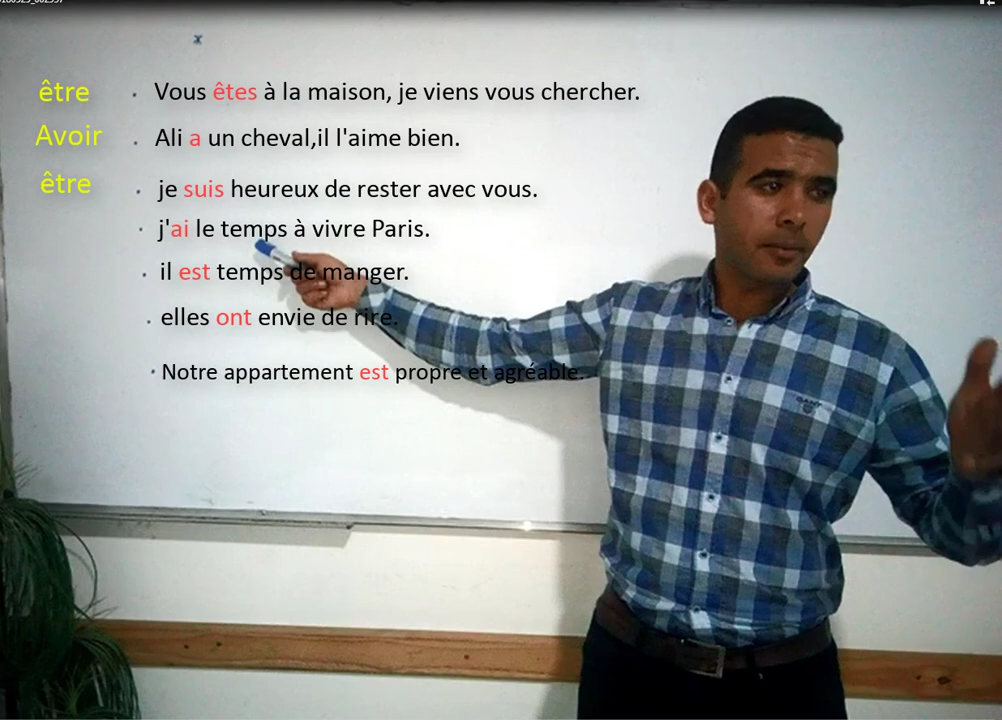 être Vous êtes à la maison, je viens vous chercher.
Avoir Ali a un cheval,il l'aime bien.
être je suis heureux de rester avec vous.
j'ai le temps à vivre Paris.
il est temps de manger.
elles ont envie de rire.
Notre appartement est propre et agréable.
GANT